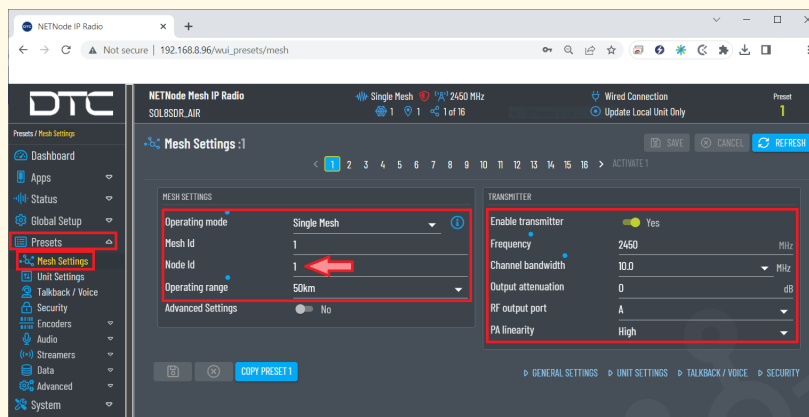 NETNode IP Radio
Not secure | 192.168.8.96/wui_presets/mesh
DTC
NETNode Mesh IP Radio
SOL8SDR_AIR
Single Mesh 2450 MHz
1 1 1 of 16
Wired Connection
Update Local Unit Only
Preset
1
Presets / Mesh Settings
Dashboard
Apps
Status
Global Setup
Presets
Mesh Settings
Unit Settings
Talkback / Voice
Security
Encoders
Audio
Streamers
Data
Advanced
System
Mesh Settings :1
SAVE CANCEL REFRESH
< 1 2 3 4 5 6 7 8 9 10 11 12 13 14 15 16 > ACTIVATE 1
MESH SETTINGS
Operating mode Single Mesh
Mesh Id 1
Node Id 1
Operating range 50km
Advanced Settings No
TRANSMITTER
Enable transmitter Yes
Frequency 2450 MHz
Channel bandwidth 10.0 MHz
Output attenuation 0 dB
RF output port A
PA linearity High
COPY PRESET 1
GENERAL SETTINGS UNIT SETTINGS TALKBACK / VOICE SECURITY